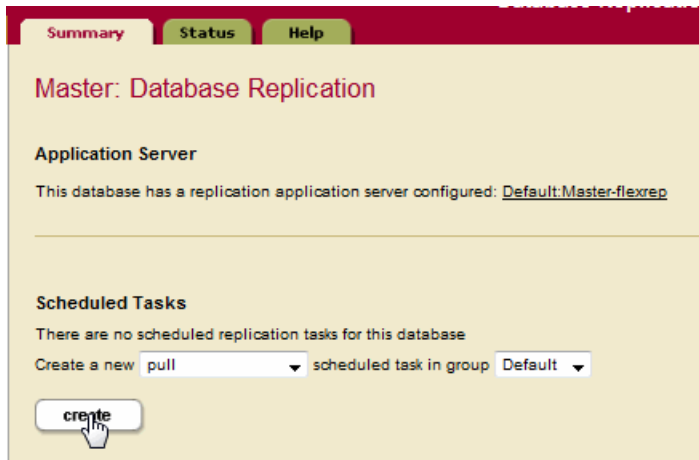 Database Replication
Summary Status Help
Master: Database Replication
Application Server
This database has a replication application server configured: Default:Master-flexrep
Scheduled Tasks
There are no scheduled replication tasks for this database
Create a new pull scheduled task in group Default
create